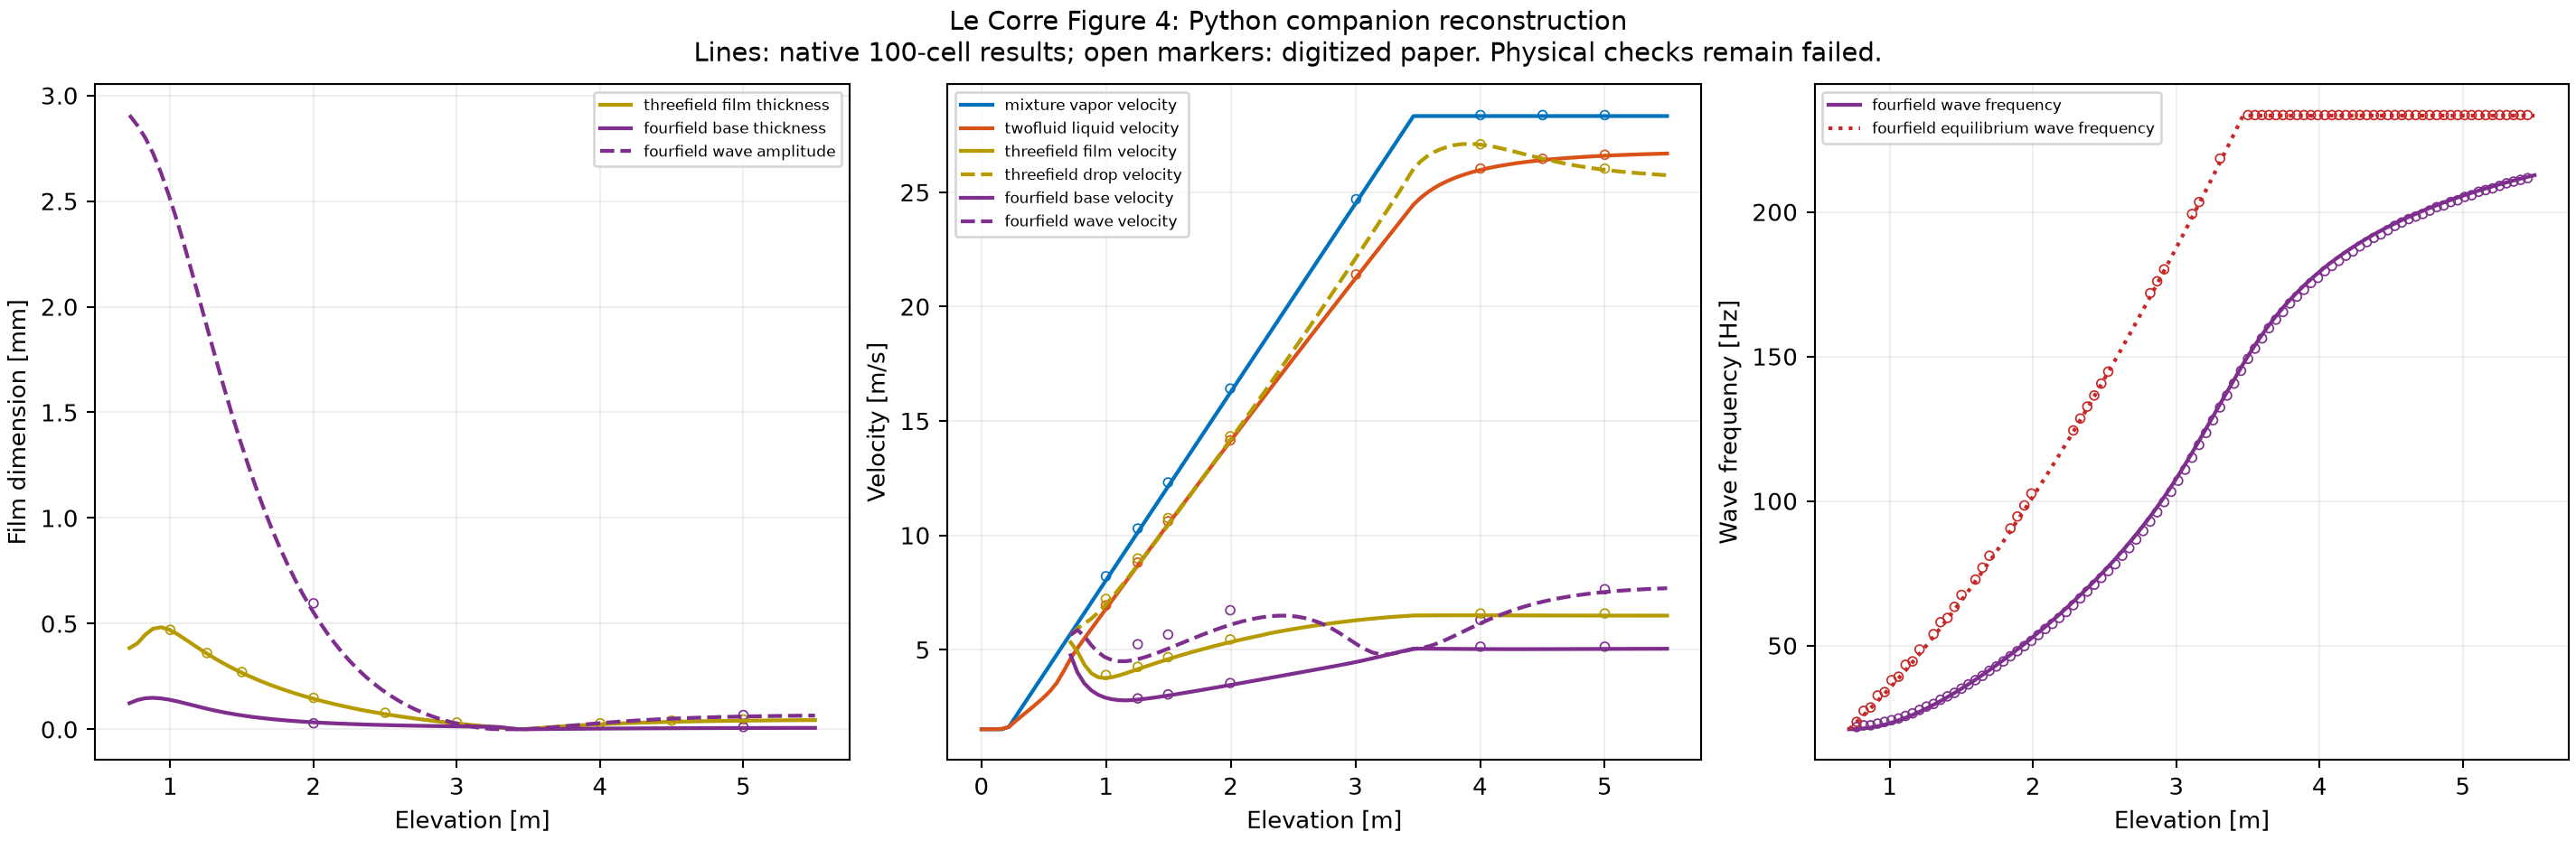 Le Corre Figure 4: Python companion reconstruction
Lines: native 100-cell results; open markers: digitized paper. Physical checks remain failed.
Film dimension [mm]
3.0
2.5
2.0
1.5
1.0
0.5
0.0
threefield film thickness
fourfield base thickness
fourfield wave amplitude
1 2 3 4 5
Elevation [m]
Velocity [m/s]
25
20
15
10
5
mixture vapor velocity
twofluid liquid velocity
threefield film velocity
threefield drop velocity
fourfield base velocity
fourfield wave velocity
0 1 2 3 4 5
Elevation [m]
Wave frequency [Hz]
200
150
100
50
fourfield wave frequency
fourfield equilibrium wave frequency
1 2 3 4 5
Elevation [m]